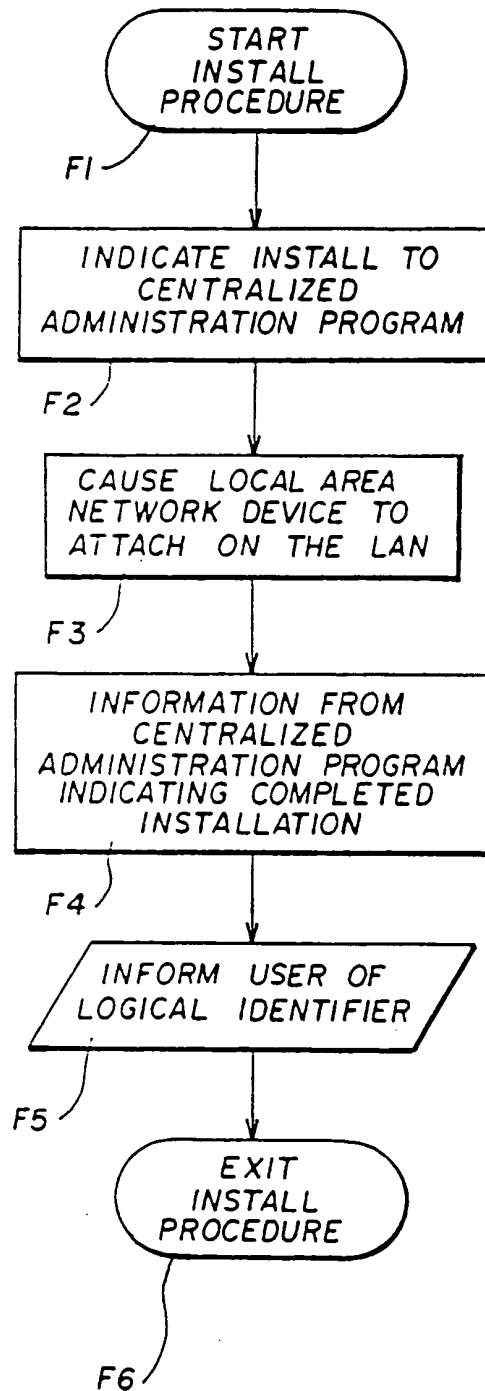 START
INSTALL
PROCEDURE
F1
INDICATE INSTALL TO
CENTRALIZED
ADMINISTRATION PROGRAM
F2
CAUSE LOCAL AREA
NETWORK DEVICE TO
ATTACH ON THE LAN
F3
INFORMATION FROM
CENTRALIZED
ADMINISTRATION PROGRAM
INDICATING COMPLETED
INSTALLATION
F4
INFORM USER OF
LOGICAL IDENTIFIER
F5
EXIT
INSTALL
PROCEDURE
F6